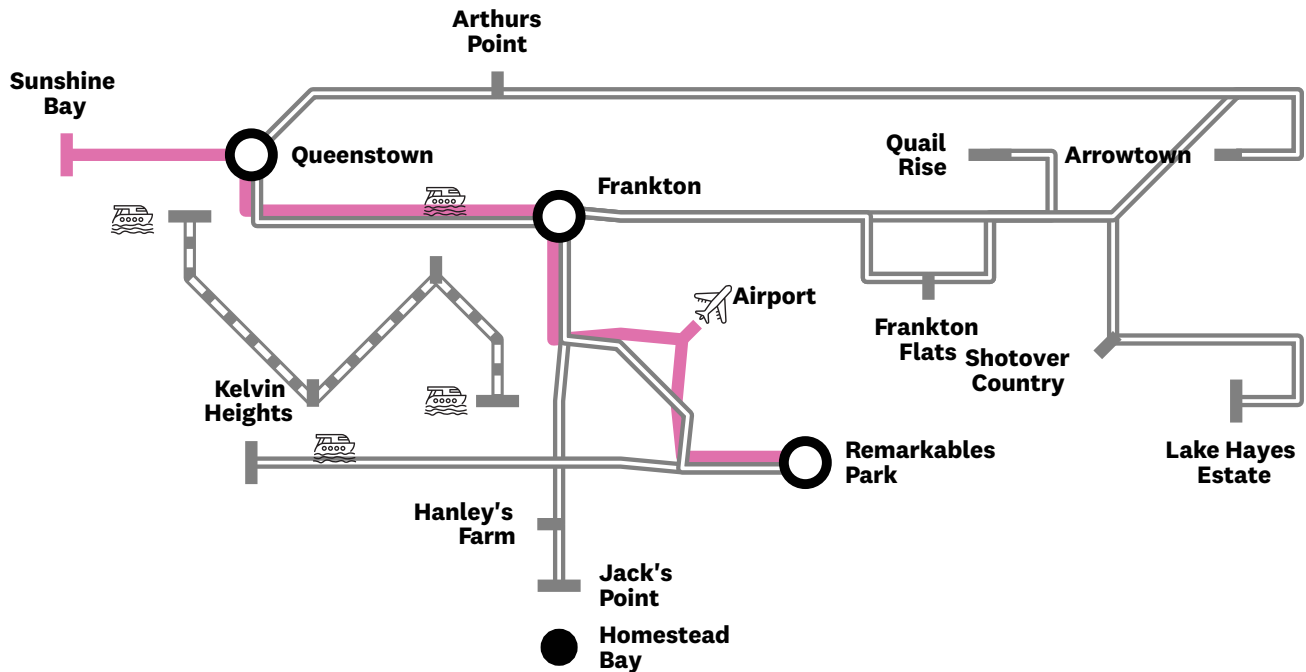 Arthurs
Point
Sunshine
Bay
Queenstown
Frankton
Quail
Rise
Arrowtown
Airport
Frankton
Flats
Shotover
Country
Kelvin
Heights
Remarkables
Park
Lake Hayes
Estate
Hanley's
Farm
Jack's
Point
Homestead
Bay